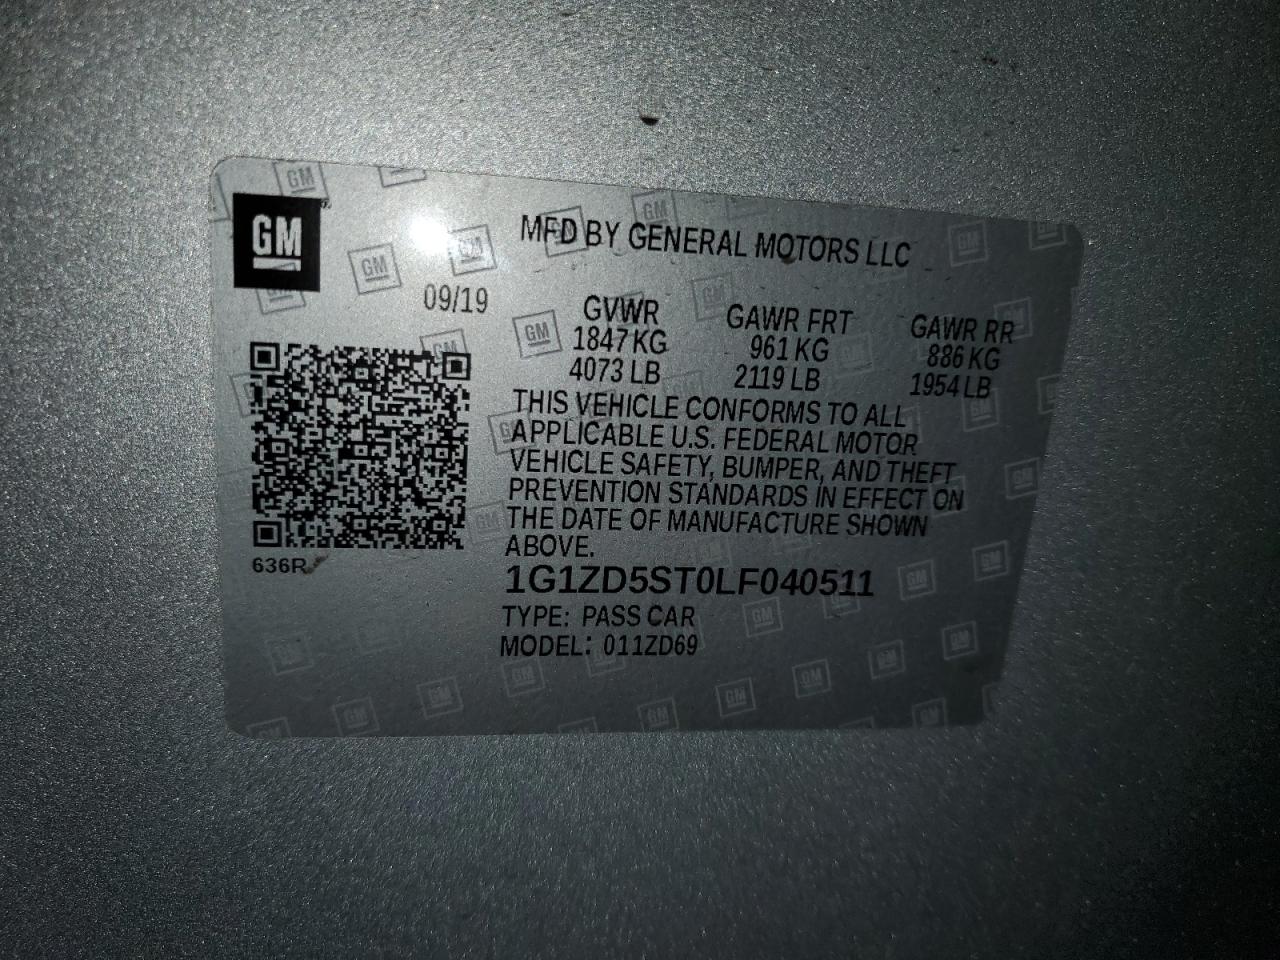 GM
MFD BY GENERAL MOTORS LLC
09/19
GVWR GAWR FRT GAWR RR
1847 KG 961 KG 886 KG
4073 LB 2119 LB 1954 LB
THIS VEHICLE CONFORMS TO ALL
APPLICABLE U.S. FEDERAL MOTOR
VEHICLE SAFETY, BUMPER, AND THEFT
PREVENTION STANDARDS IN EFFECT ON
THE DATE OF MANUFACTURE SHOWN
ABOVE.
636R
1G1ZD5ST0LF040511
TYPE: PASS CAR
MODEL: 011ZD69